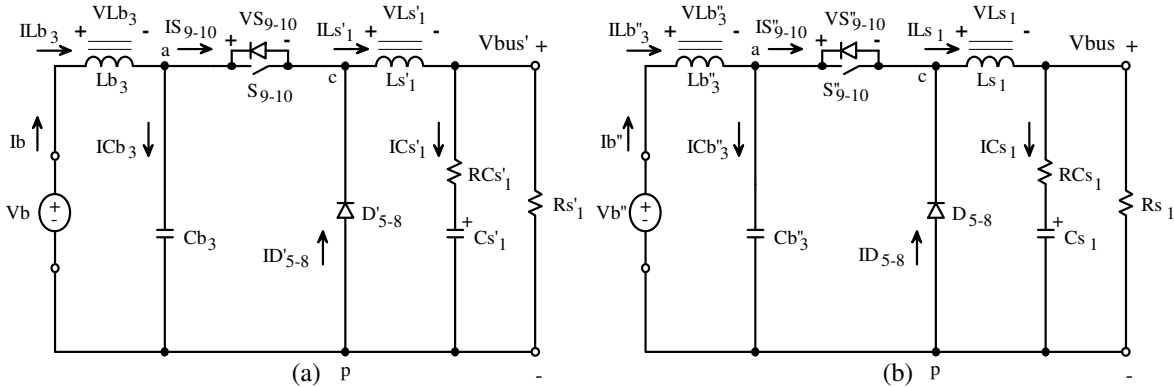 VLb3 VS9-10 VLs'1
ILb3 + - IS9-10 + - ILs'1 + - Vbus' +
a
Lb3 S9-10 c Ls'1
Ib ICb3 ICs'1
RCs'1
Vb + - D'5-8 + Rs'1
Cb3 ID'5-8 Cs'1
(a) p -
VLb"3 VS"9-10 VLs1
ILb"3 + - IS"9-10 + - ILs1 + - Vbus +
a
Lb"3 S"9-10 c Ls1
Ib" ICb"3 ICs1
RCs1
Vb" + - D5-8 + Rs1
Cb"3 ID5-8 Cs1
(b) p -